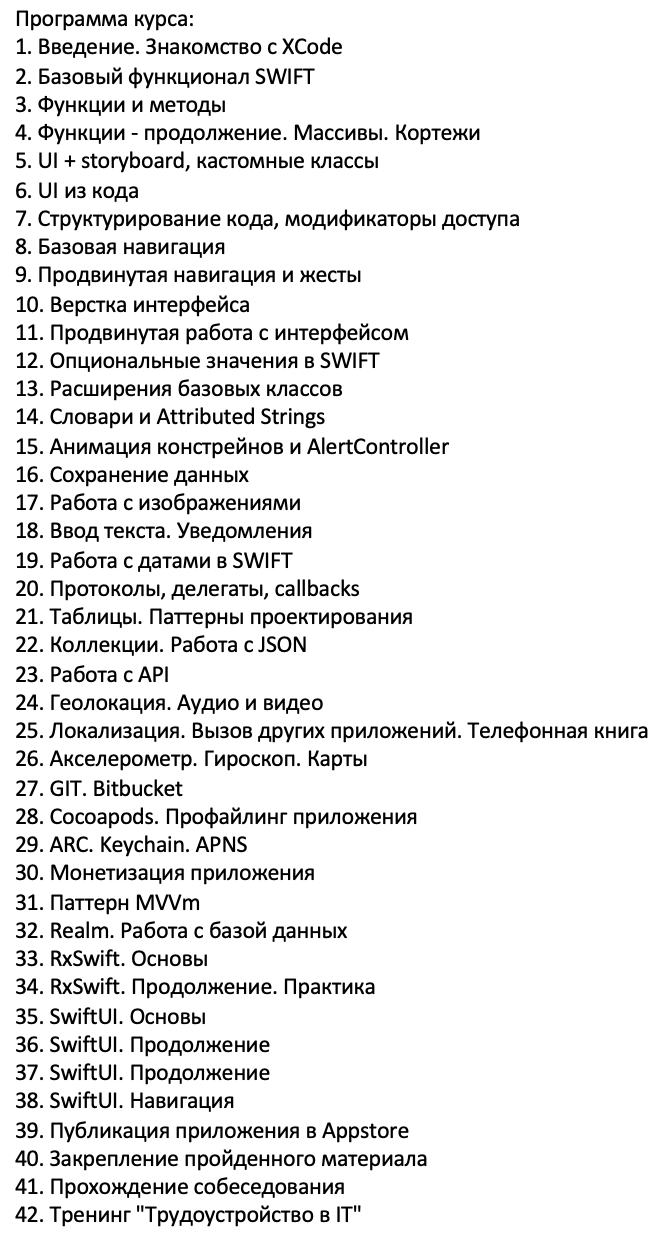 Программа курса:
1. Введение. Знакомство с XCode
2. Базовый функционал SWIFT
3. Функции и методы
4. Функции - продолжение. Массивы. Кортежи
5. UI + storyboard, кастомные классы
6. UI из кода
7. Структурирование кода, модификаторы доступа
8. Базовая навигация
9. Продвинутая навигация и жесты
10. Верстка интерфейса
11. Продвинутая работа с интерфейсом
12. Опциональные значения в SWIFT
13. Расширения базовых классов
14. Словари и Attributed Strings
15. Анимация констрейнов и AlertController
16. Сохранение данных
17. Работа с изображениями
18. Ввод текста. Уведомления
19. Работа с датами в SWIFT
20. Протоколы, делегаты, callbacks
21. Таблицы. Паттерны проектирования
22. Коллекции. Работа с JSON
23. Работа с API
24. Геолокация. Аудио и видео
25. Локализация. Вызов других приложений. Телефонная книга
26. Акселерометр. Гироскоп. Карты
27. GIT. Bitbucket
28. Cocoapods. Профайлинг приложения
29. ARC. Keychain. APNS
30. Монетизация приложения
31. Паттерн MVVm
32. Realm. Работа с базой данных
33. RxSwift. Основы
34. RxSwift. Продолжение. Практика
35. SwiftUI. Основы
36. SwiftUI. Продолжение
37. SwiftUI. Продолжение
38. SwiftUI. Навигация
39. Публикация приложения в Appstore
40. Закрепление пройденного материала
41. Прохождение собеседования
42. Тренинг "Трудоустройство в IT"